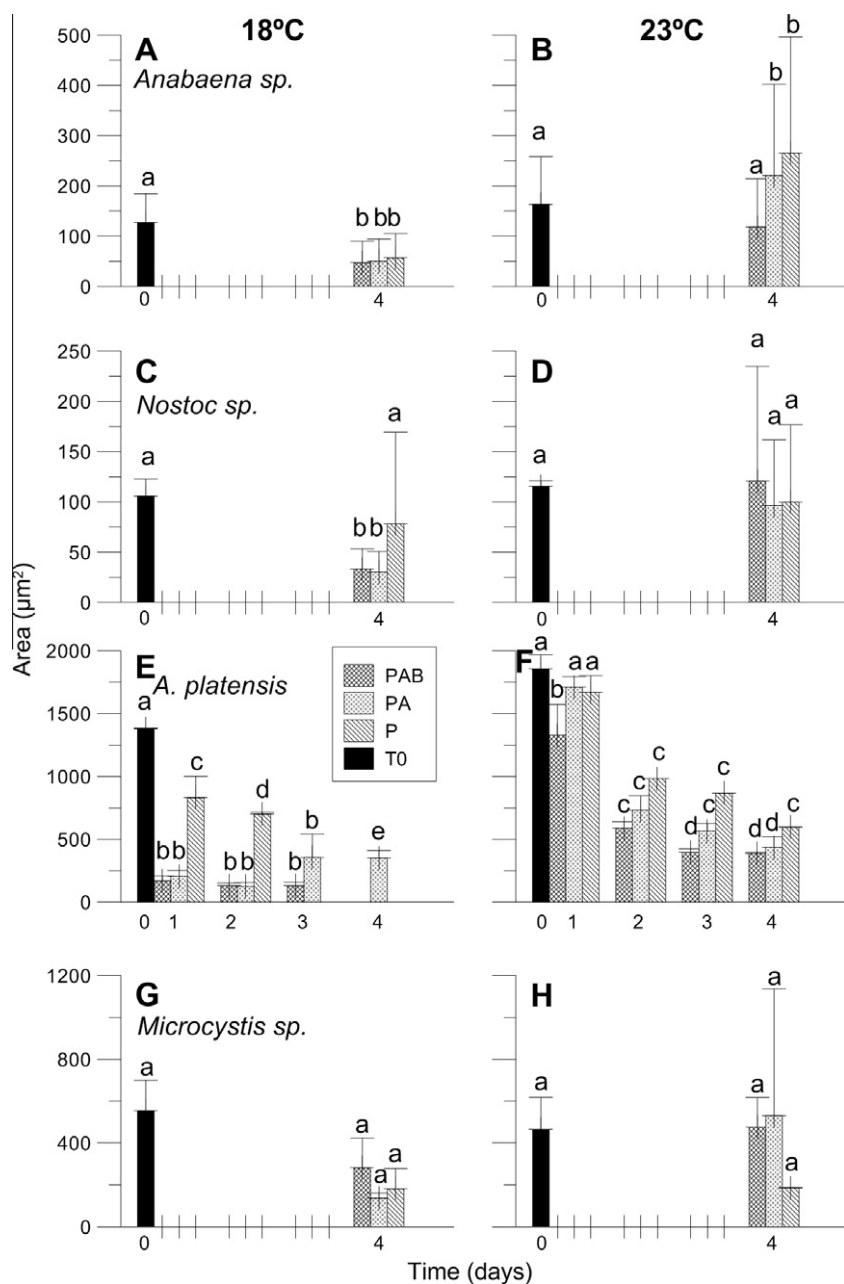 18ºC
23ºC
A
Anabaena sp.
500
400
300
200
100
0
a
b bb
0
4
B
a
a
b
b
0
4
C
Nostoc sp.
250
200
150
100
50
0
a
b b
a
0
4
D
a
a
a
a
0
4
Area (µm²)
E
A. platensis
2000
1500
1000
500
0
a
bb
c
bb
d
b
b
e
0 1 2 3 4
PAB
PA
P
T0
F
a
b
a a
c
c
c
d
c
c
d d
c
0 1 2 3 4
G
Microcystis sp.
1200
800
400
0
a
a
a
a
0
4
H
a
a
a
a
0
4
Time (days)